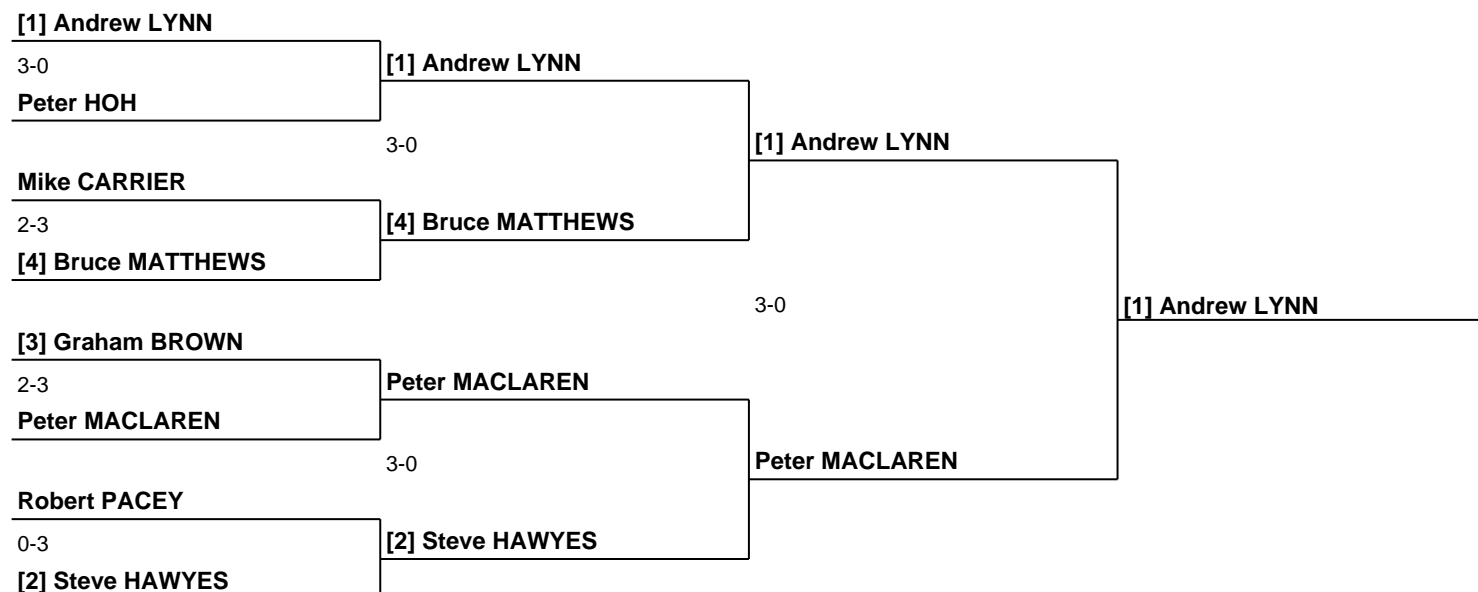 [1] Andrew LYNN
3-0
Peter HOH
[1] Andrew LYNN
3-0
Mike CARRIER
2-3
[4] Bruce MATTHEWS
[4] Bruce MATTHEWS
[1] Andrew LYNN
3-0
[1] Andrew LYNN
[3] Graham BROWN
2-3
Peter MACLAREN
Peter MACLAREN
3-0
Peter MACLAREN
Robert PACEY
0-3
[2] Steve HAWYES
[2] Steve HAWYES